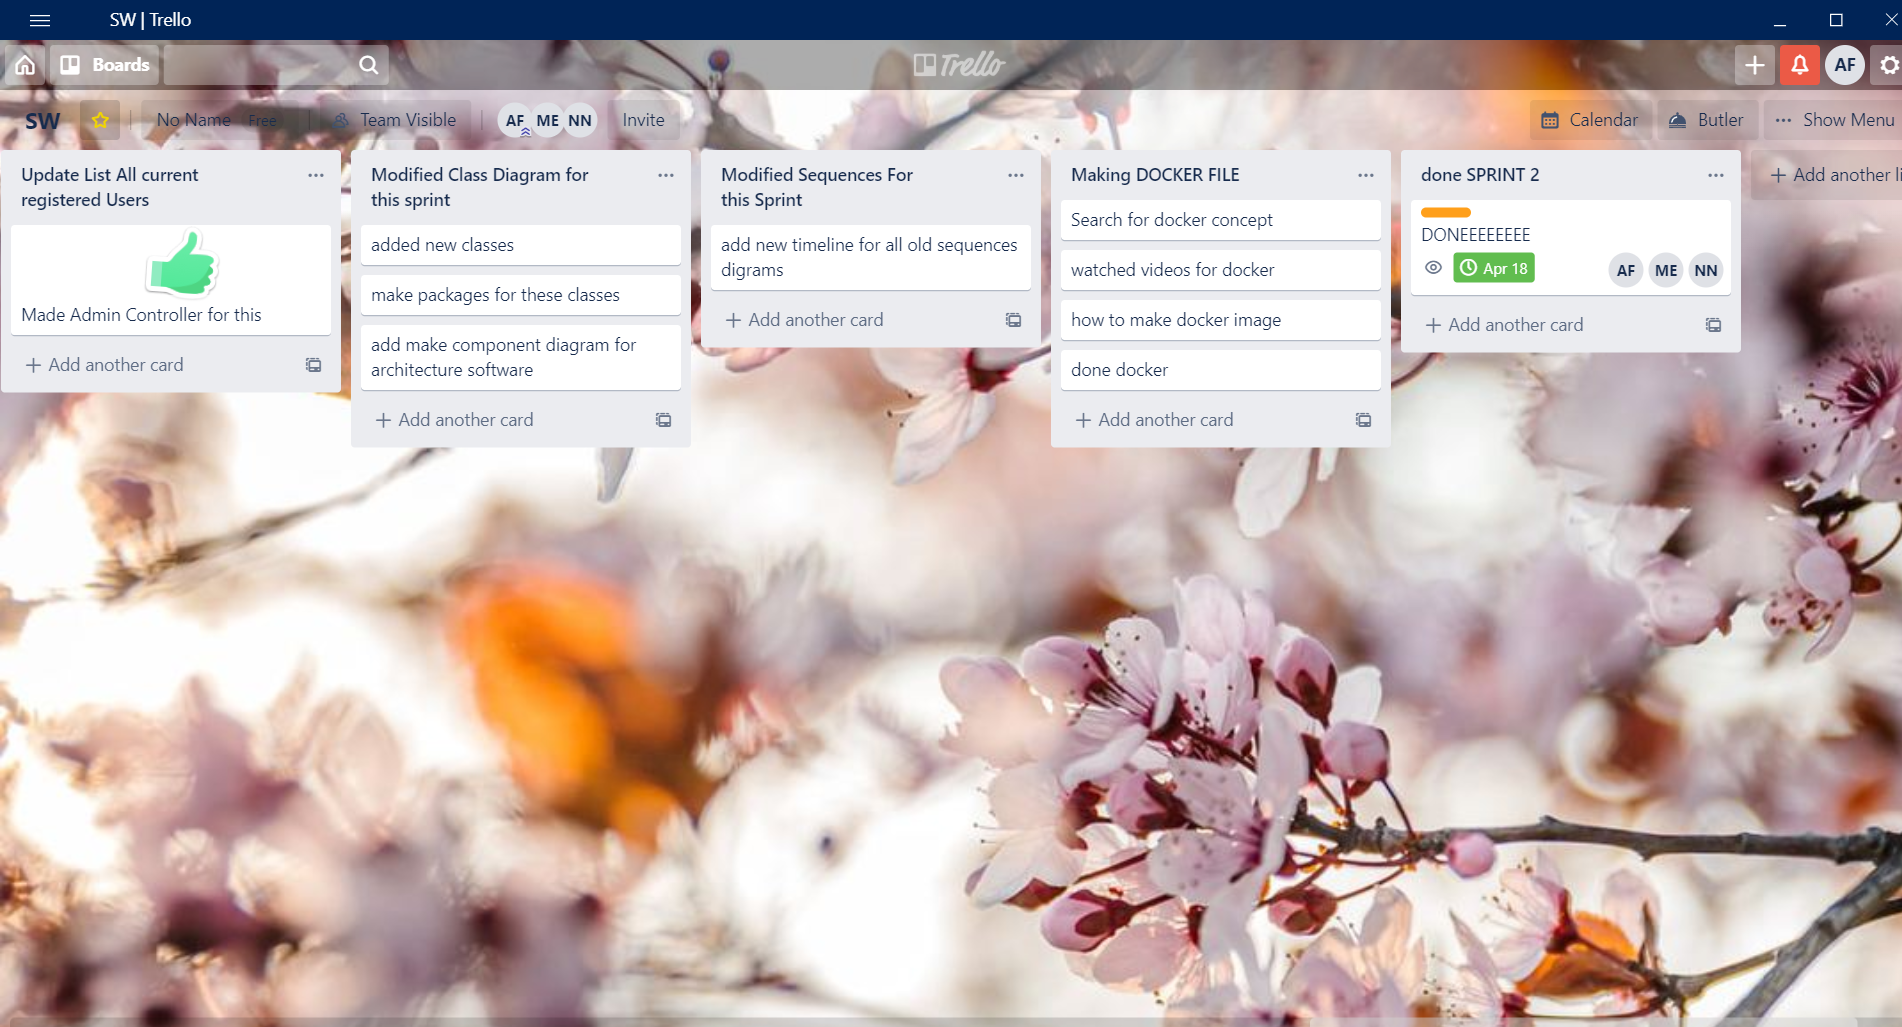 SW | Trello
Boards
Trello
AF
SW
No Name Free
Team Visible
AF ME NN
Invite
Calendar
Butler
Show Menu
Update List All current
registered Users
Made Admin Controller for this
Add another card
Modified Class Diagram for
this sprint
added new classes
make packages for these classes
add make component diagram for
architecture software
Add another card
Modified Sequences For
this Sprint
add new timeline for all old sequences
digrams
Add another card
Making DOCKER FILE
Search for docker concept
watched videos for docker
how to make docker image
done docker
Add another card
done SPRINT 2
DONEEEEEEEE
Apr 18
AF ME NN
Add another card
Add another li